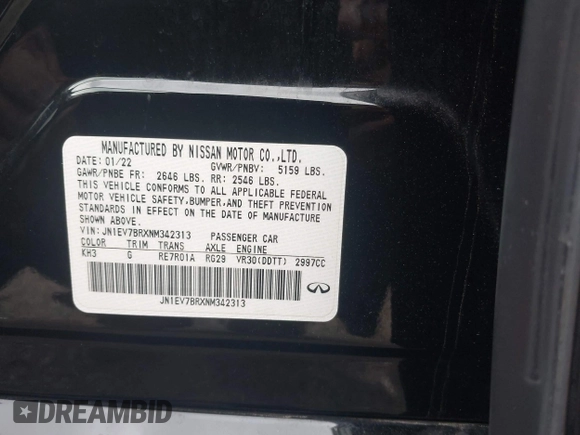 MANUFACTURED BY NISSAN MOTOR CO.,LTD.
DATE: 01/22 GVWR/PNBV: 5159 LBS.
GAWR/PNBE FR: 2646 LBS. RR: 2546 LBS.
THIS VEHICLE CONFORMS TO ALL APPLICABLE FEDERAL
MOTOR VEHICLE SAFETY,BUMPER,AND THEFT PREVENTION
STANDARDS IN EFFECT ON THE DATE OF MANUFACTURE
SHOWN ABOVE.
VIN: JN1EV7BRXNM342313 PASSENGER CAR
COLOR TRIM TRANS AXLE ENGINE
KH3 G RE7R01A RG29 VR30(DDTT) 2997CC
JN1EV7BRXNM342313
DREAMBID